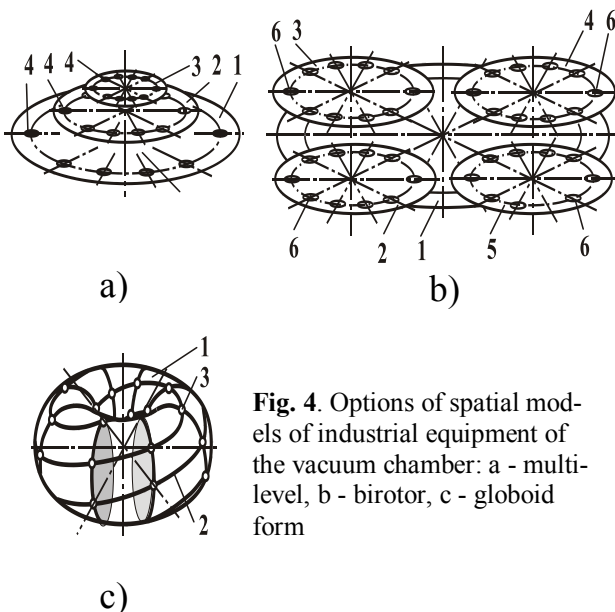 4 4 4 3 2 1
6 3 4 6
a)
6 2 1 5 6
b)
1
3
2
c)
Fig. 4. Options of spatial mod-
els of industrial equipment of
the vacuum chamber: a - multi-
level, b - birotor, c - globoid
form